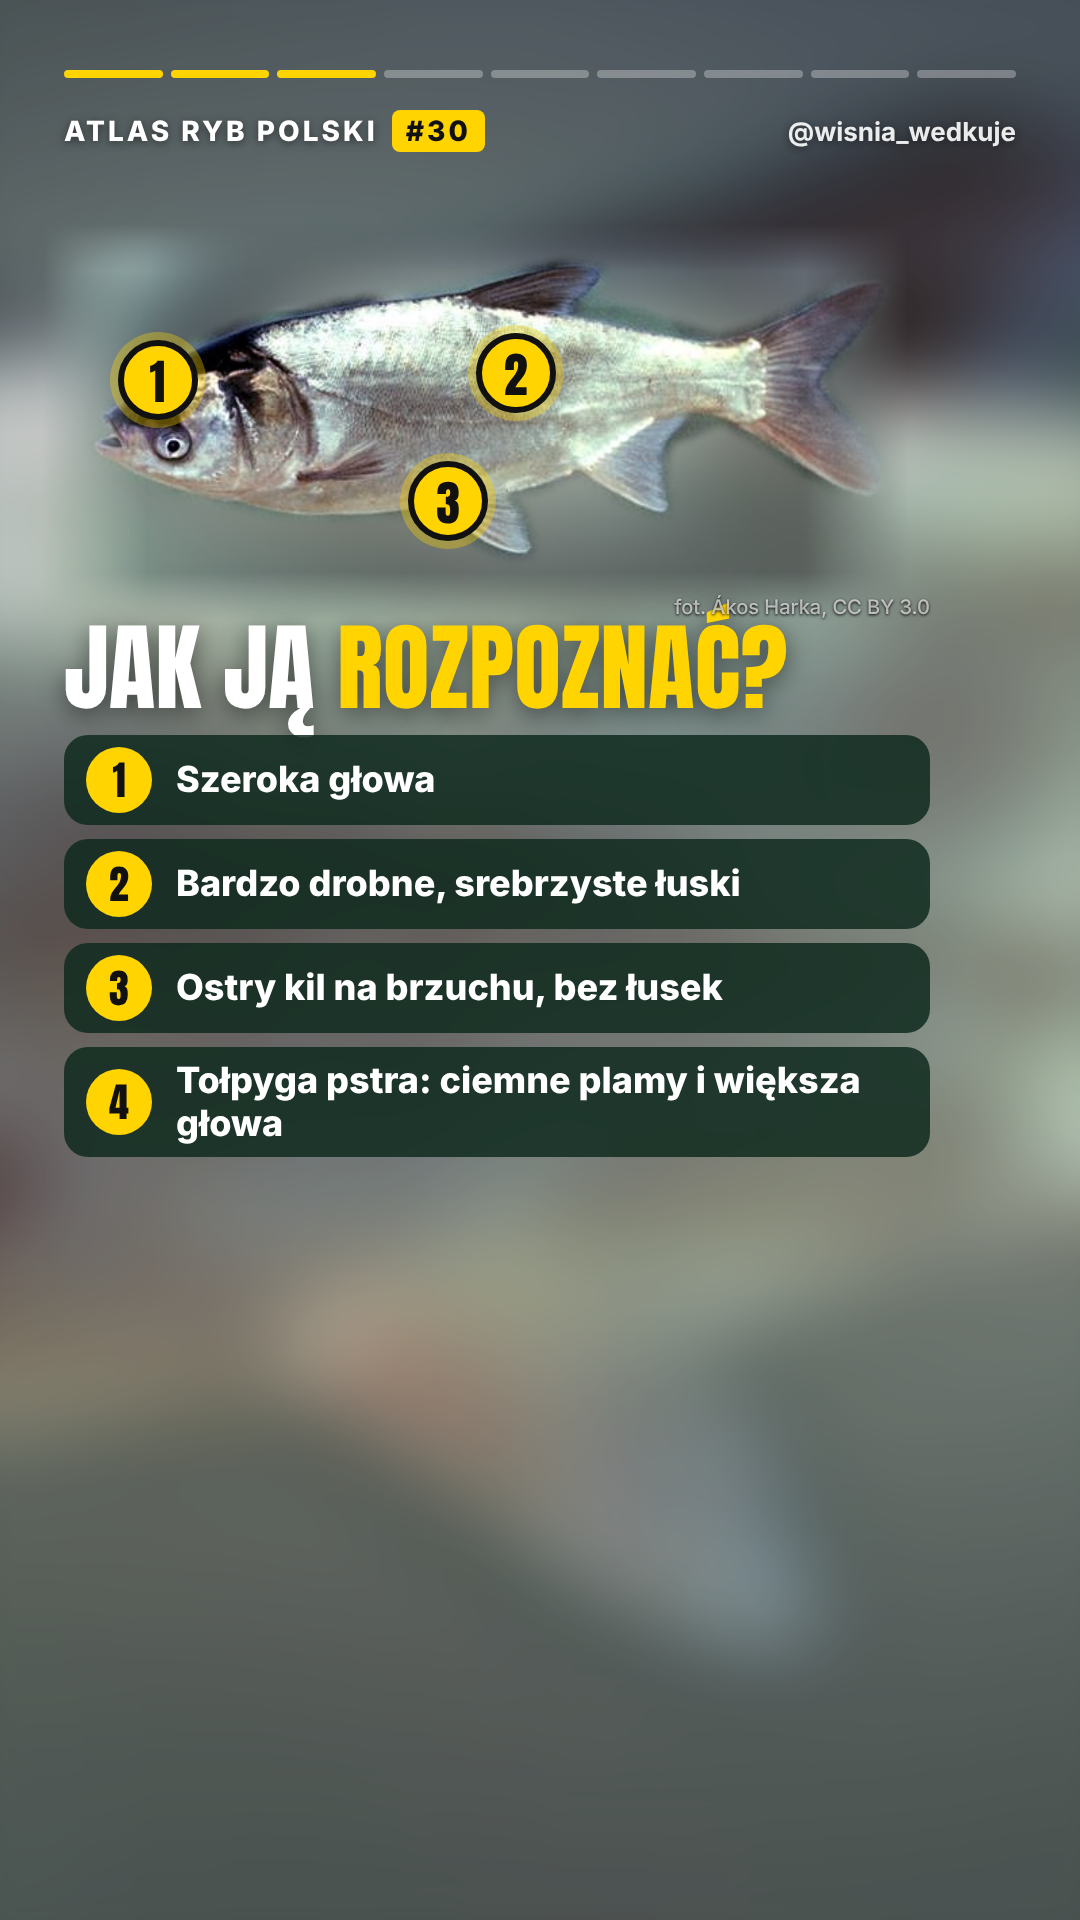 ATLAS RYB POLSKI #30
@wisnia_wedkuje
1
2
3
fot. Ákos Harka, CC BY 3.0
JAK JĄ ROZPOZNAĆ?
1 Szeroka głowa
2 Bardzo drobne, srebrzyste łuski
3 Ostry kil na brzuchu, bez łusek
4 Tołpyga pstra: ciemne plamy i większa
głowa